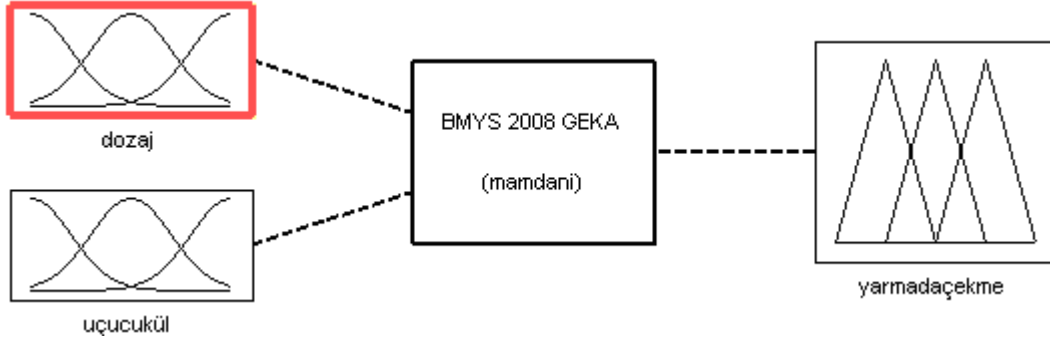 dozaj
uçucukül
BMYS 2008 GEKA
(mamdani)
yarmadaçekme